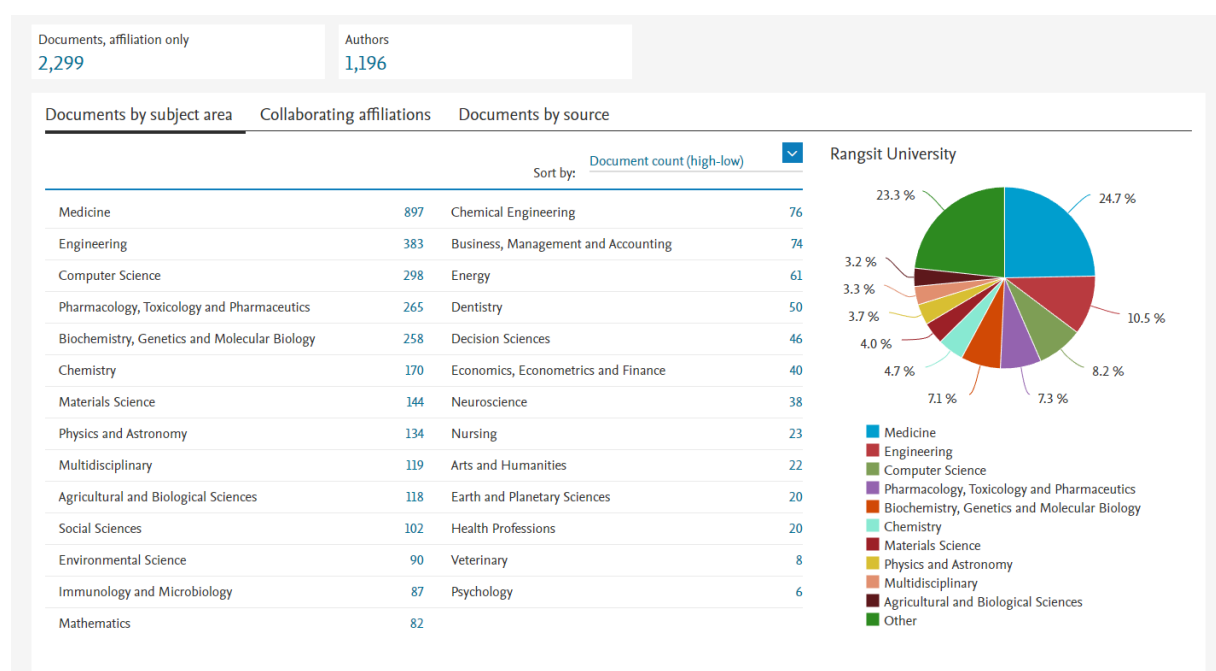 Documents, affiliation only
2,299
Authors
1,196
Documents by subject area
Collaborating affiliations
Documents by source
Sort by:
Document count (high-low)
Medicine 897
Engineering 383
Computer Science 298
Pharmacology, Toxicology and Pharmaceutics 265
Biochemistry, Genetics and Molecular Biology 258
Chemistry 170
Materials Science 144
Physics and Astronomy 134
Multidisciplinary 119
Agricultural and Biological Sciences 118
Social Sciences 102
Environmental Science 90
Immunology and Microbiology 87
Mathematics 82
Chemical Engineering 76
Business, Management and Accounting 74
Energy 61
Dentistry 50
Decision Sciences 46
Economics, Econometrics and Finance 40
Neuroscience 38
Nursing 23
Arts and Humanities 22
Earth and Planetary Sciences 20
Health Professions 20
Veterinary 8
Psychology 6
Rangsit University
23.3 %
24.7 %
3.2 %
3.3 %
3.7 %
10.5 %
4.0 %
4.7 %
8.2 %
7.1 %
7.3 %
Medicine
Engineering
Computer Science
Pharmacology, Toxicology and Pharmaceutics
Biochemistry, Genetics and Molecular Biology
Chemistry
Materials Science
Physics and Astronomy
Multidisciplinary
Agricultural and Biological Sciences
Other